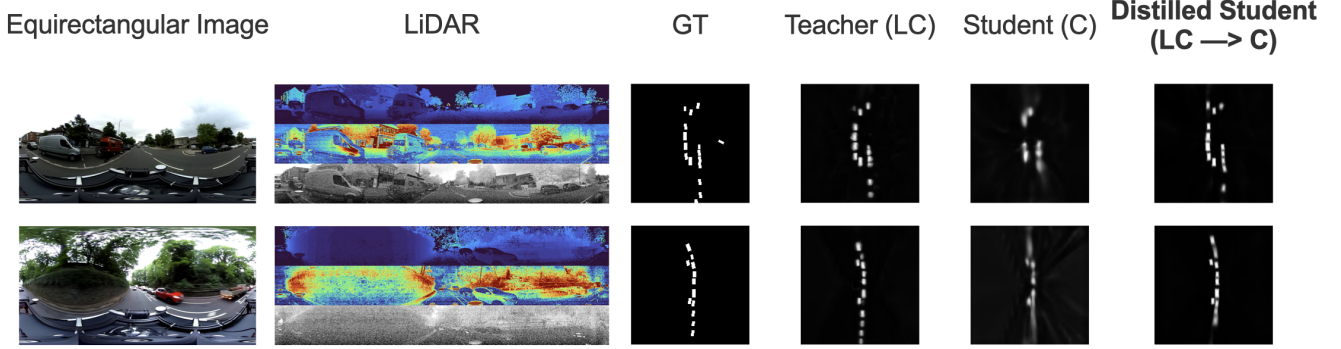 Equirectangular Image
LiDAR
GT
Teacher (LC)
Student (C)
Distilled Student
(LC —> C)